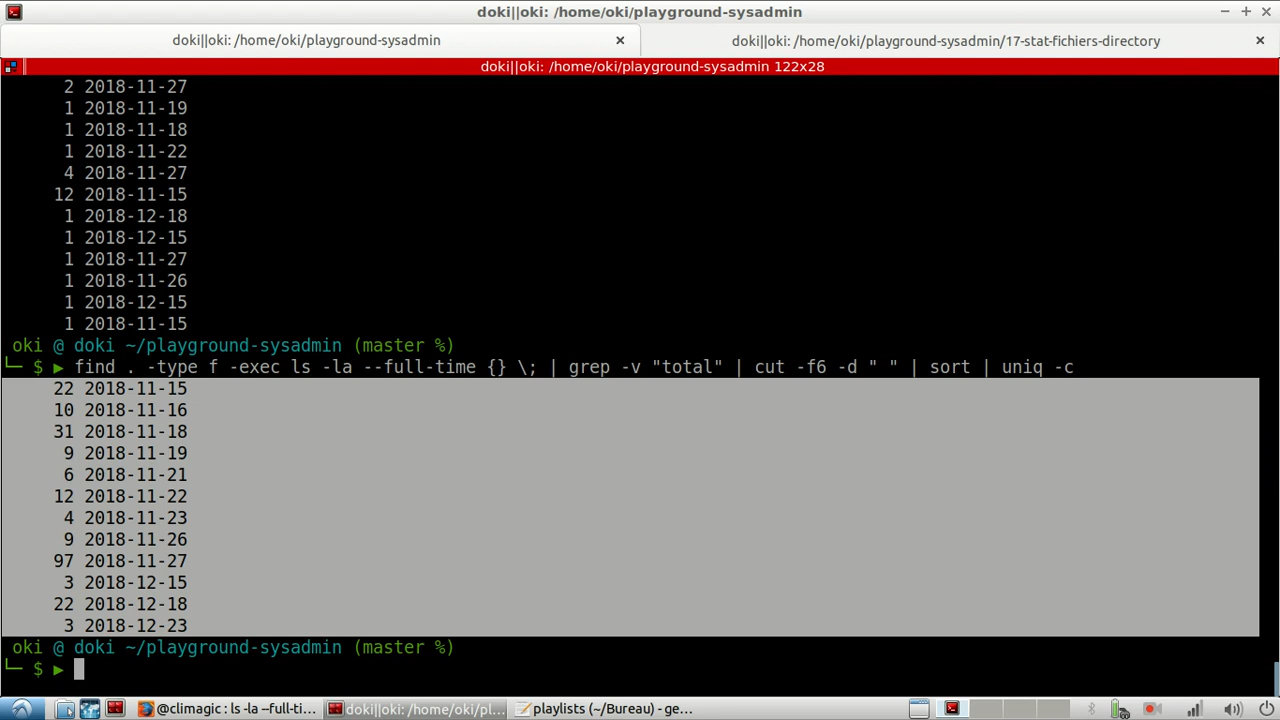 doki||oki: /home/oki/playground-sysadmin
doki||oki: /home/oki/playground-sysadmin
doki||oki: /home/oki/playground-sysadmin/17-stat-fichiers-directory
doki||oki: /home/oki/playground-sysadmin 122x28
2 2018-11-27
1 2018-11-19
1 2018-11-18
1 2018-11-22
4 2018-11-27
12 2018-11-15
1 2018-12-18
1 2018-12-15
1 2018-11-27
1 2018-11-26
1 2018-12-15
1 2018-11-15
oki @ doki ~/playground-sysadmin (master %)
└─ $ ▶ find . -type f -exec ls -la --full-time {} \; | grep -v "total" | cut -f6 -d " " | sort | uniq -c
22 2018-11-15
10 2018-11-16
31 2018-11-18
9 2018-11-19
6 2018-11-21
12 2018-11-22
4 2018-11-23
9 2018-11-26
97 2018-11-27
3 2018-12-15
22 2018-12-18
3 2018-12-23
oki @ doki ~/playground-sysadmin (master %)
└─ $ ▶
@climagic : ls -la --full-ti...
doki||oki: /home/oki/pl...
playlists (~/Bureau) - ge...